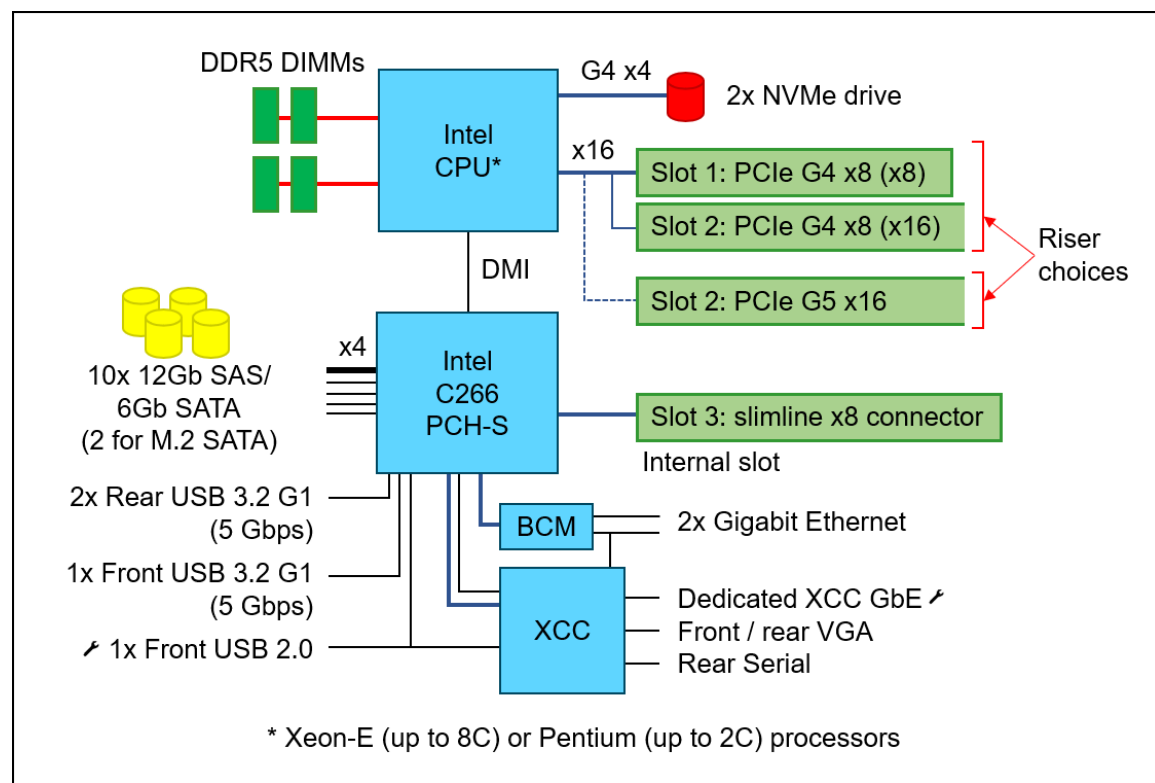 DDR5 DIMMs
G4 x4
2x NVMe drive
Intel
CPU*
x16
Slot 1: PCIe G4 x8 (x8)
Slot 2: PCIe G4 x8 (x16)
Riser
choices
Slot 2: PCIe G5 x16
DMI
x4
10x 12Gb SAS/
6Gb SATA
(2 for M.2 SATA)
Intel
C266
PCH-S
Slot 3: slimline x8 connector
Internal slot
2x Rear USB 3.2 G1
(5 Gbps)
BCM
2x Gigabit Ethernet
1x Front USB 3.2 G1
(5 Gbps)
XCC
Dedicated XCC GbE
Front / rear VGA
Rear Serial
1x Front USB 2.0
* Xeon-E (up to 8C) or Pentium (up to 2C) processors